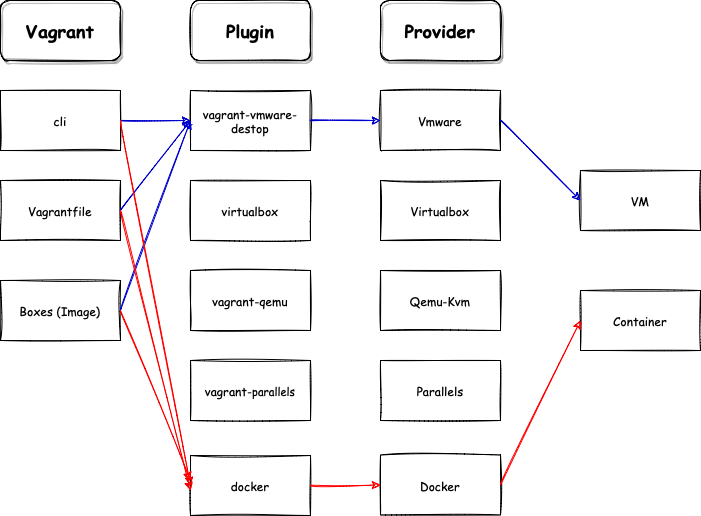 Vagrant
Plugin
Provider
cli
vagrant-vmware-
destop
Vmware
VM
Vagrantfile
virtualbox
Virtualbox
Boxes (Image)
vagrant-qemu
Qemu-Kvm
Container
vagrant-parallels
Parallels
docker
Docker